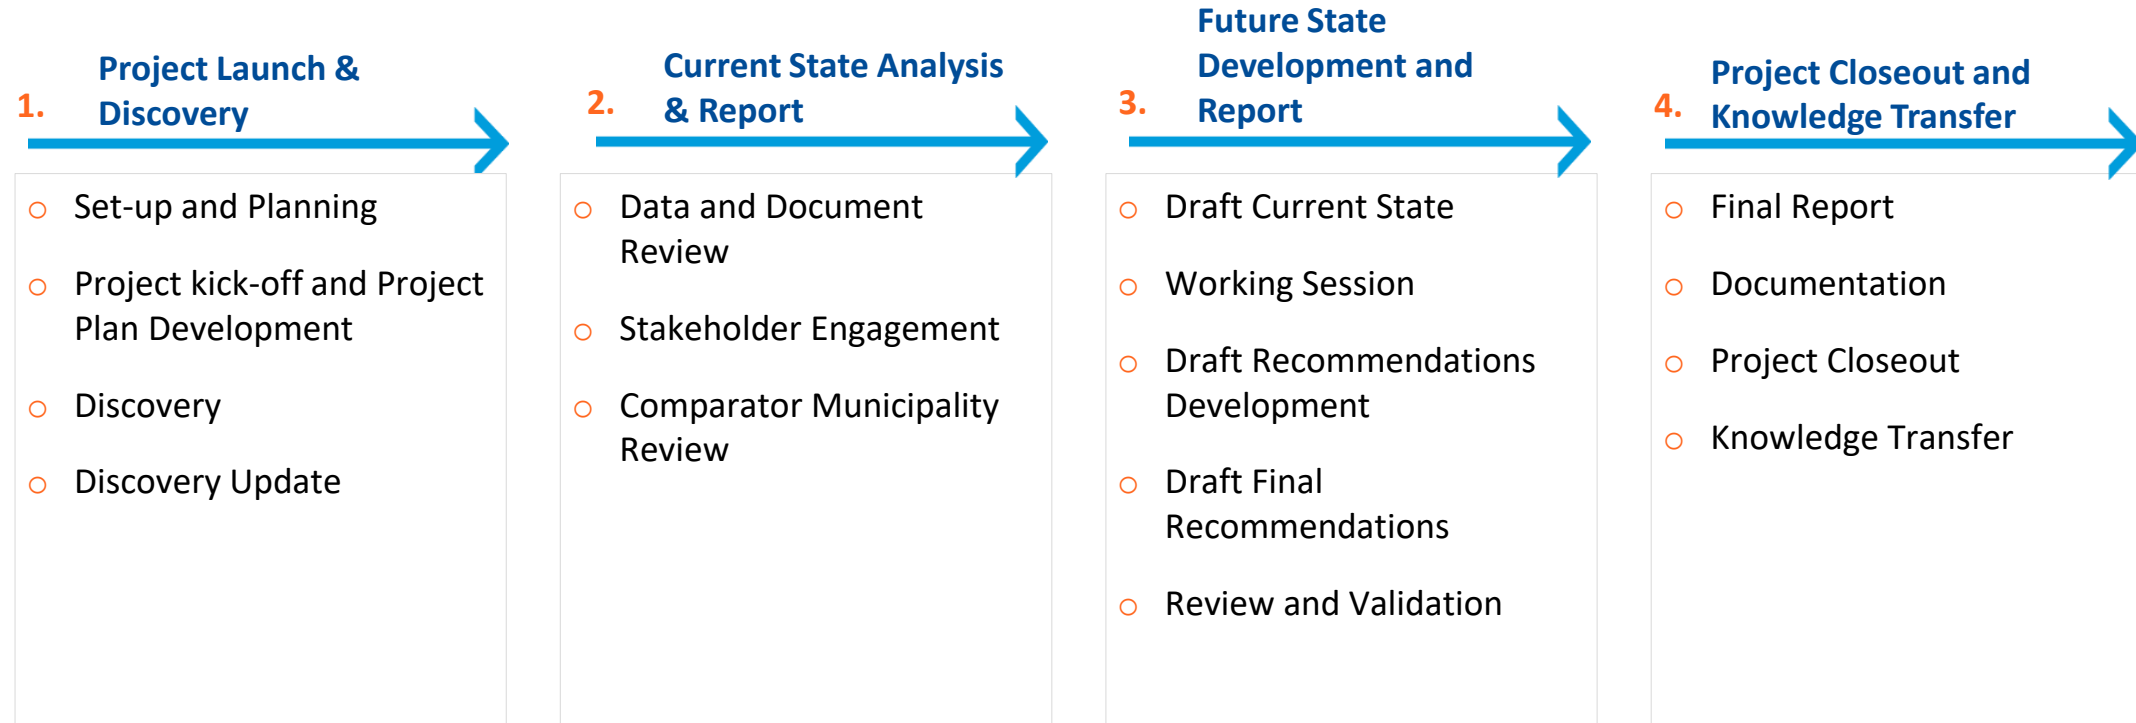 1.
Project Launch &
Discovery
o Set-up and Planning
o Project kick-off and Project
Plan Development
o Discovery
o Discovery Update
2.
Current State Analysis
& Report
o Data and Document
Review
o Stakeholder Engagement
o Comparator Municipality
Review
3.
Future State
Development and
Report
o Draft Current State
o Working Session
o Draft Recommendations
Development
o Draft Final
Recommendations
o Review and Validation
4.
Project Closeout and
Knowledge Transfer
o Final Report
o Documentation
o Project Closeout
o Knowledge Transfer